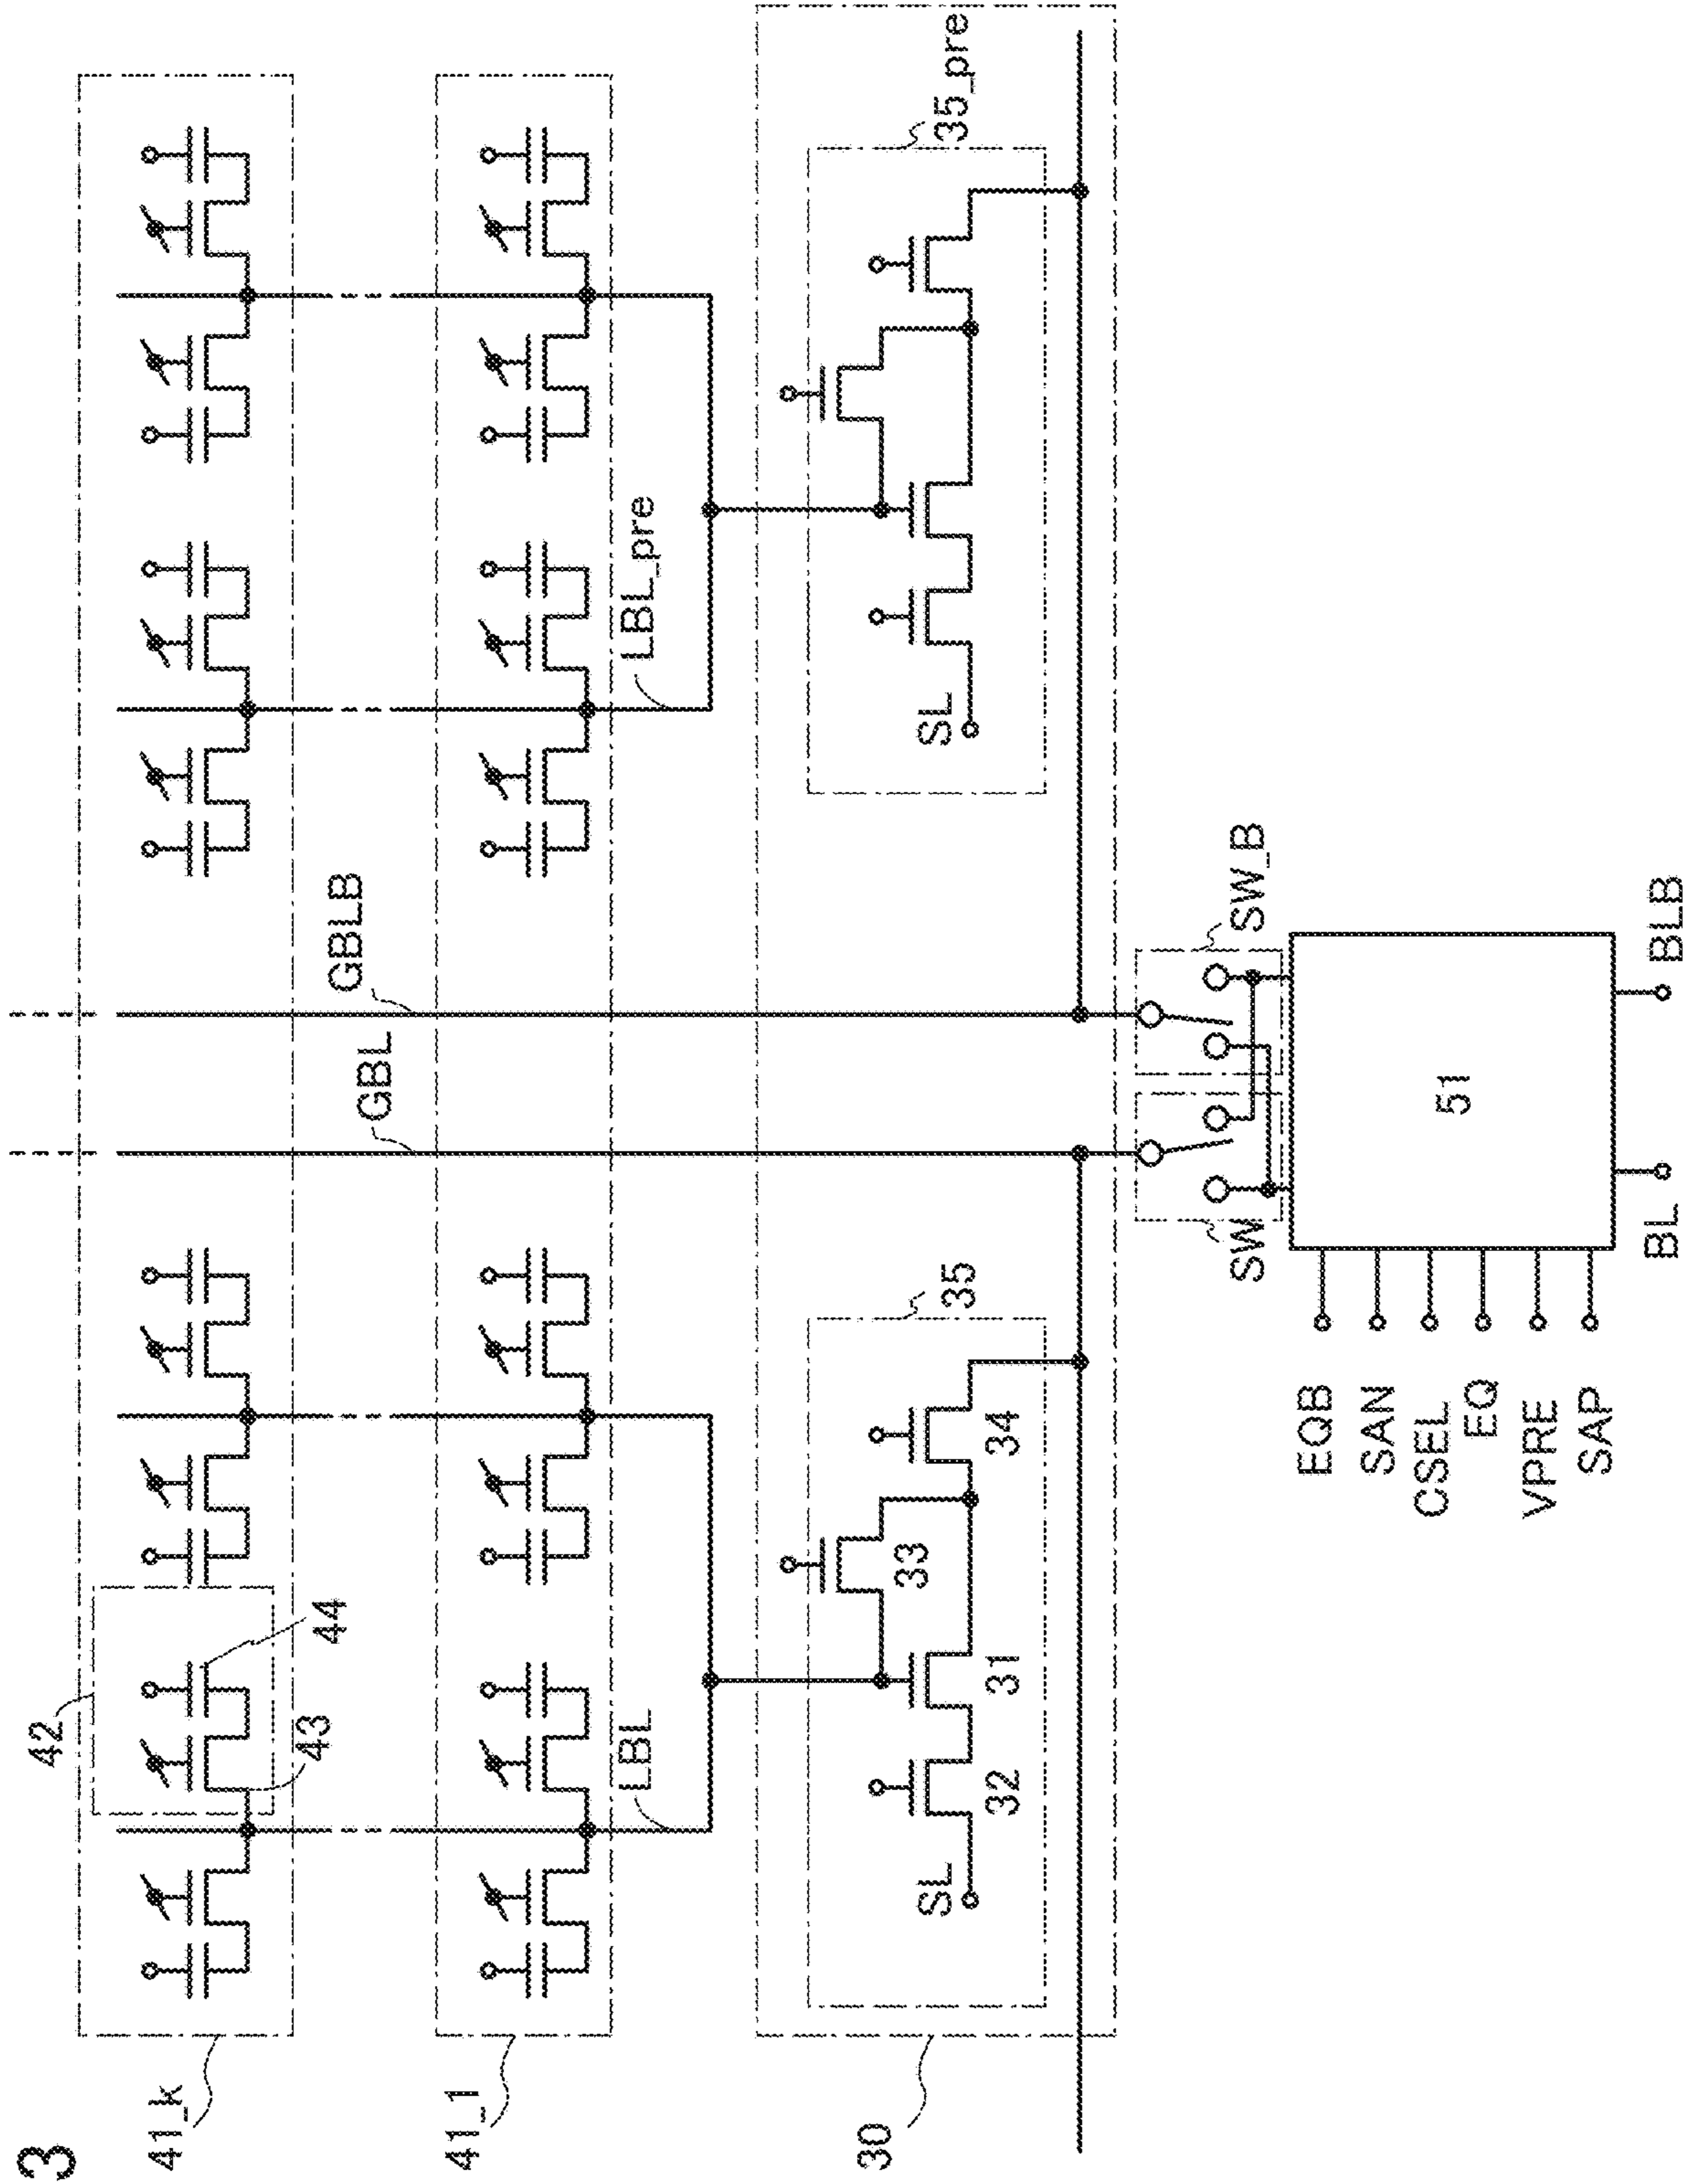 3
41_k
42
44
43
GBL
GBLB
41_1
LBL
LBL_pre
30
35
35_pre
SL
32
31
33
34
SL
SW
SW_B
51
EQB
SAN
CSEL
EQ
VPRE
SAP
BL
BLB